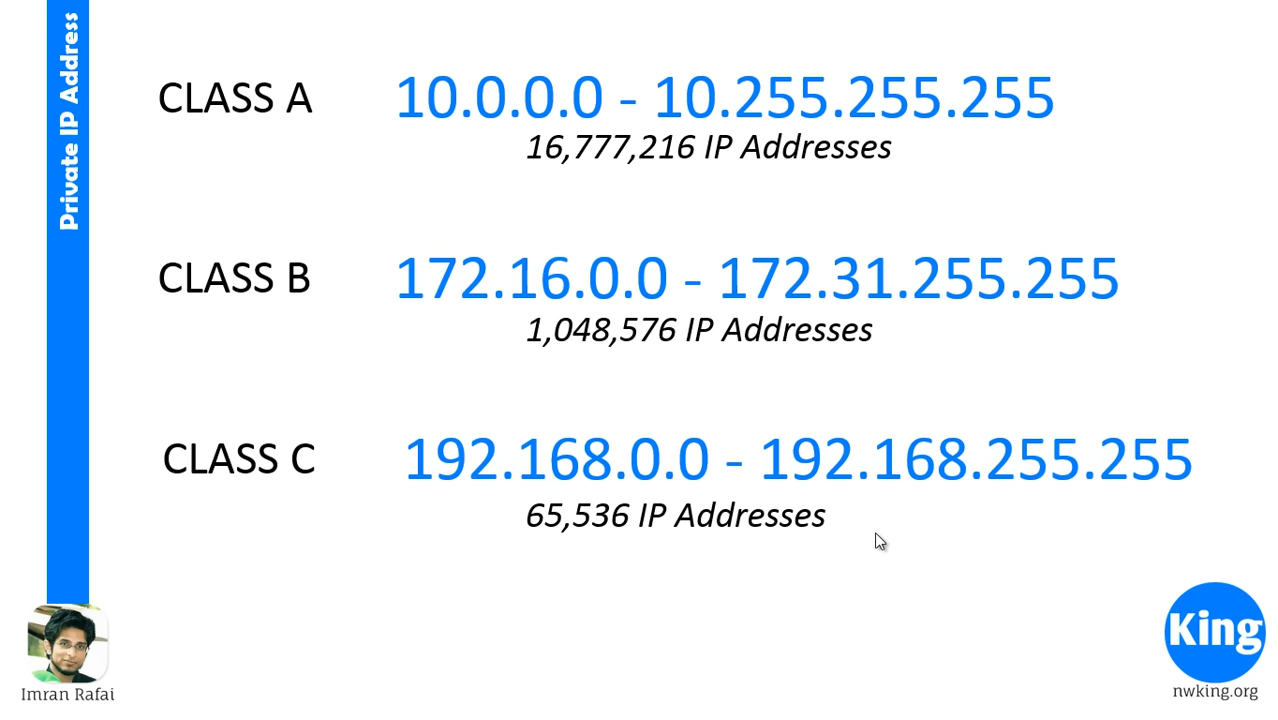 Private IP Address
CLASS A
10.0.0.0 - 10.255.255.255
16,777,216 IP Addresses
CLASS B
172.16.0.0 - 172.31.255.255
1,048,576 IP Addresses
CLASS C
192.168.0.0 - 192.168.255.255
65,536 IP Addresses
Imran Rafai
King
nwking.org